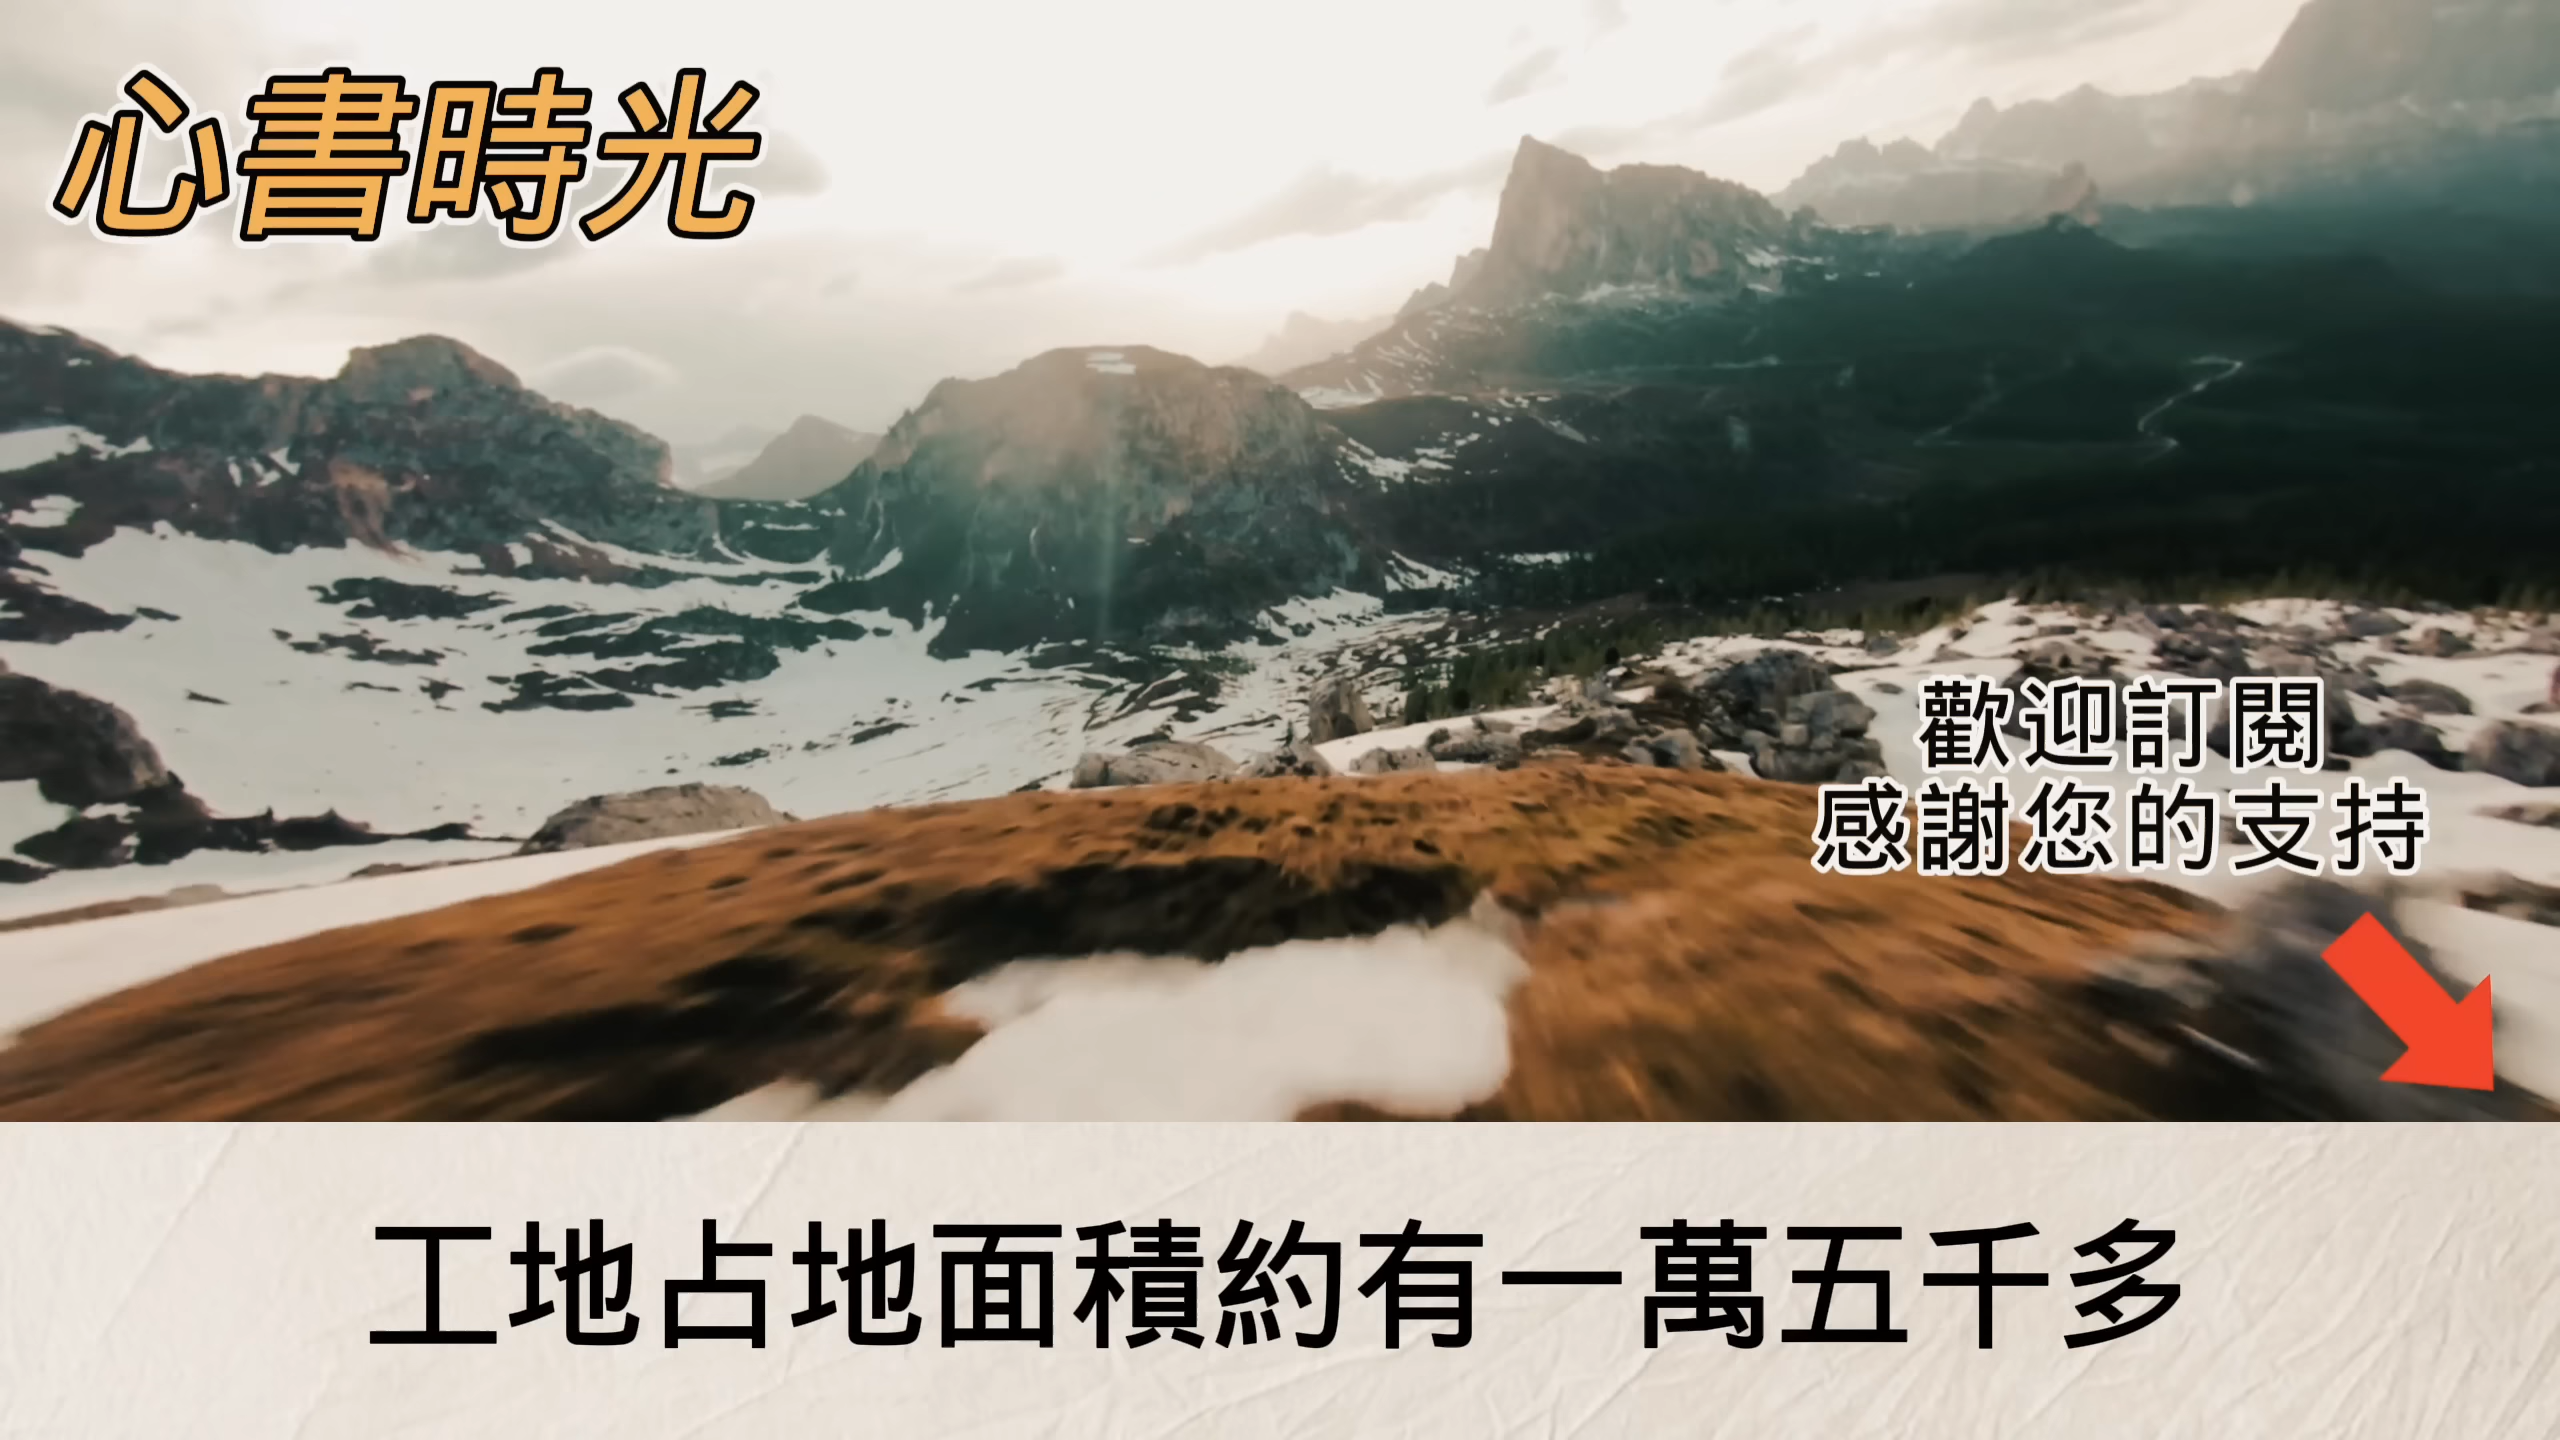 心書時光
歡迎訂閱
感謝您的支持
工地占地面積約有一萬五千多